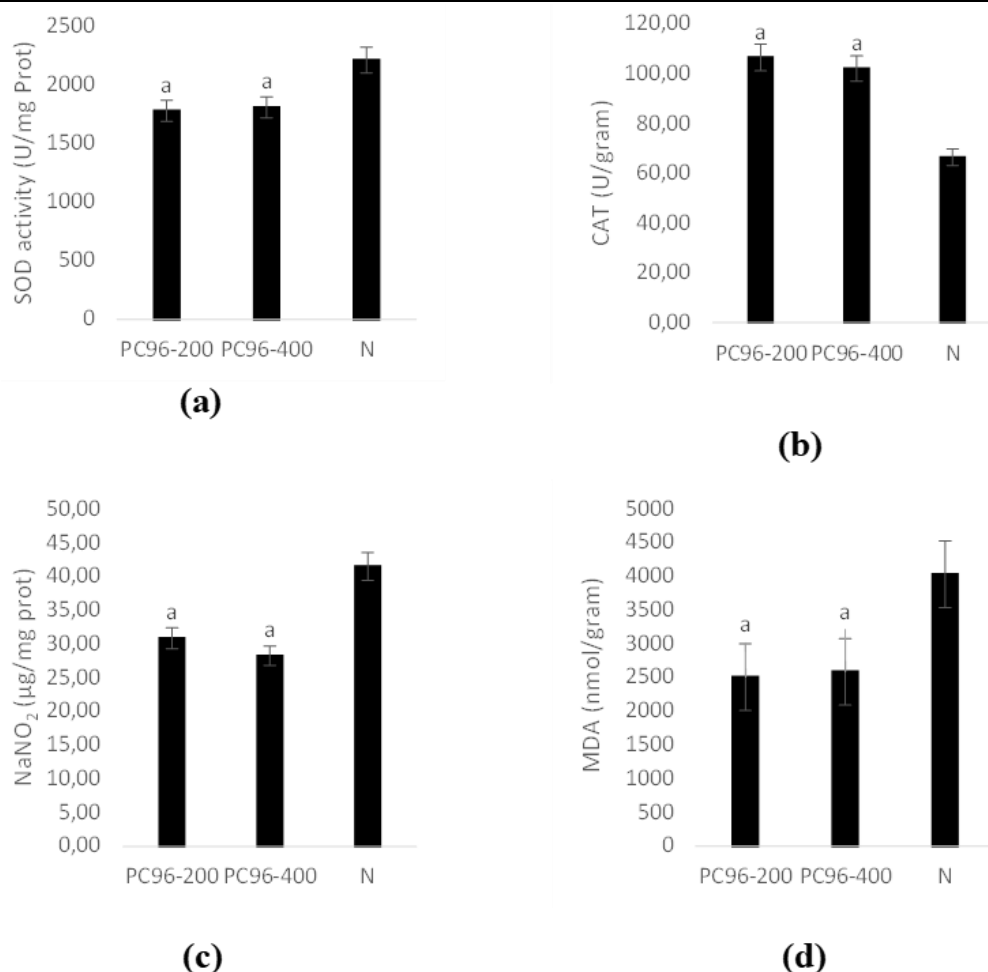 SOD activity (U/mg Prot)
2500
2000
1500
1000
500
0
a
a
PC96-200 PC96-400 N
(a)
CAT (U/gram)
120,00
100,00
80,00
60,00
40,00
20,00
0,00
a
a
PC96-200 PC96-400 N
(b)
NaNO₂ (µg/mg prot)
50,00
45,00
40,00
35,00
30,00
25,00
20,00
15,00
10,00
5,00
0,00
a
a
PC96-200 PC96-400 N
(c)
MDA (nmol/gram)
5000
4500
4000
3500
3000
2500
2000
1500
1000
500
0
a
a
PC96-200 PC96-400 N
(d)